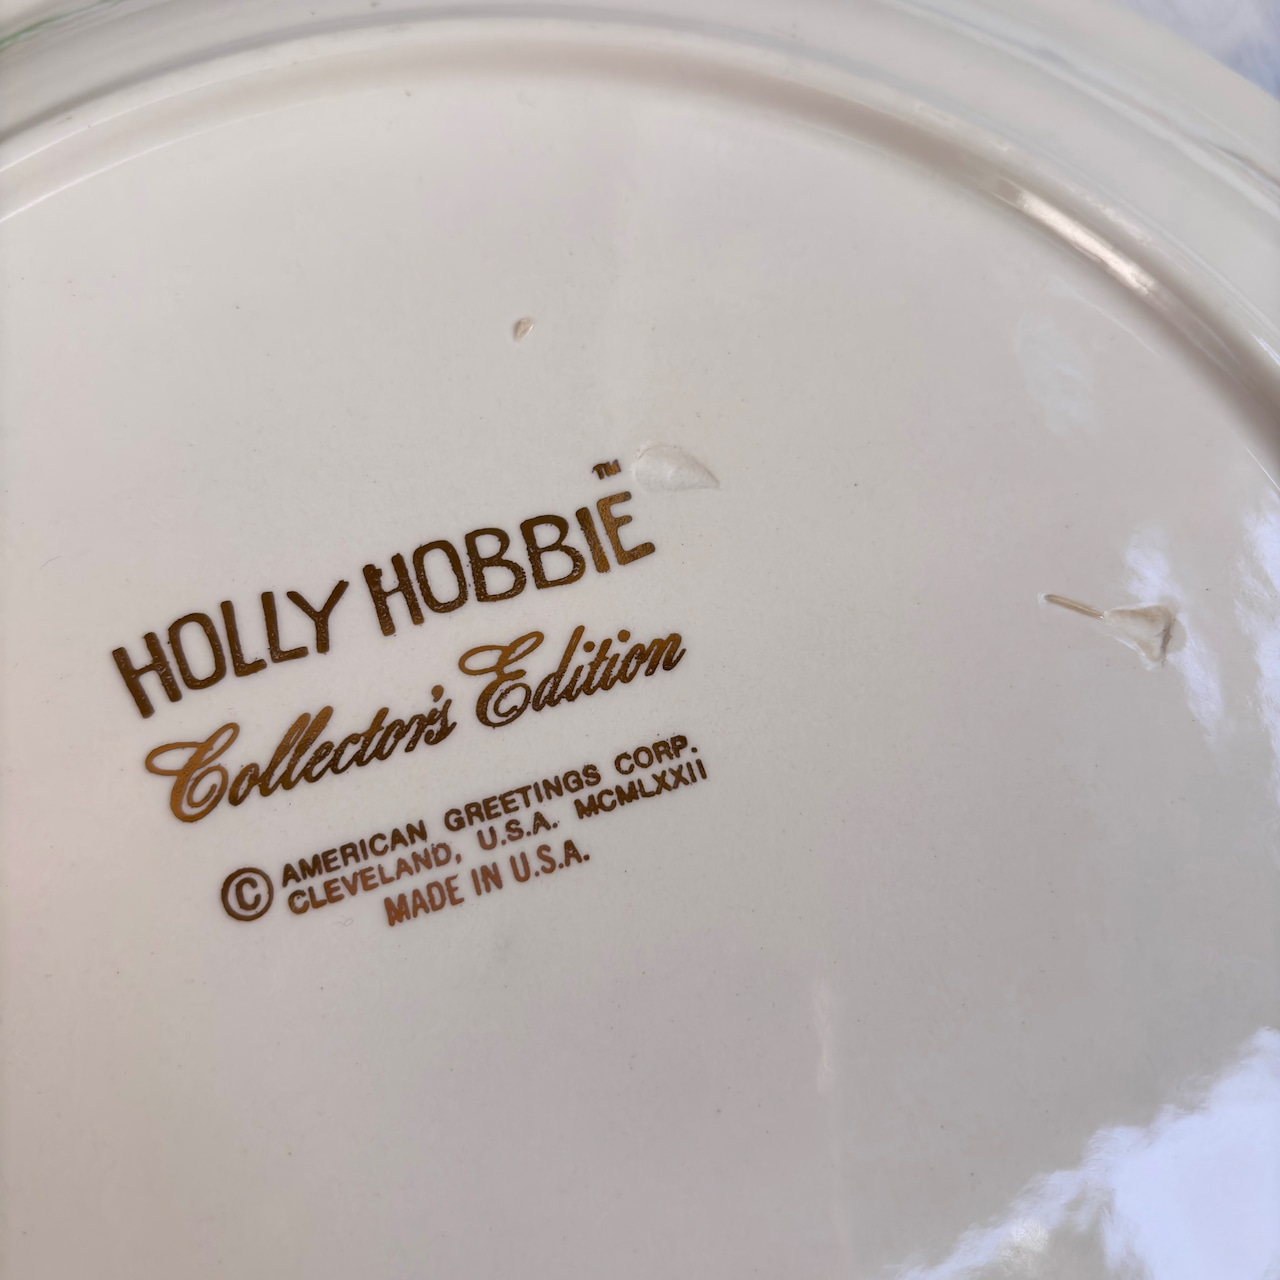 HOLLY HOBBIE™
Collector's Edition
© AMERICAN GREETINGS CORP.
CLEVELAND, U.S.A. MCMLXXII
MADE IN U.S.A.